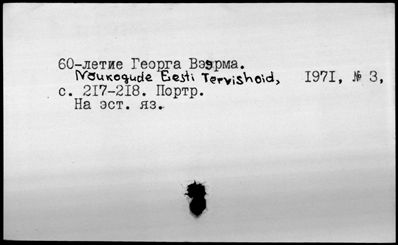 60-летие Георга Вээрма.
Nõukogude Eesti Tervishoid, 1971, № 3,
с. 217-218. Портр.
На эст. яз.